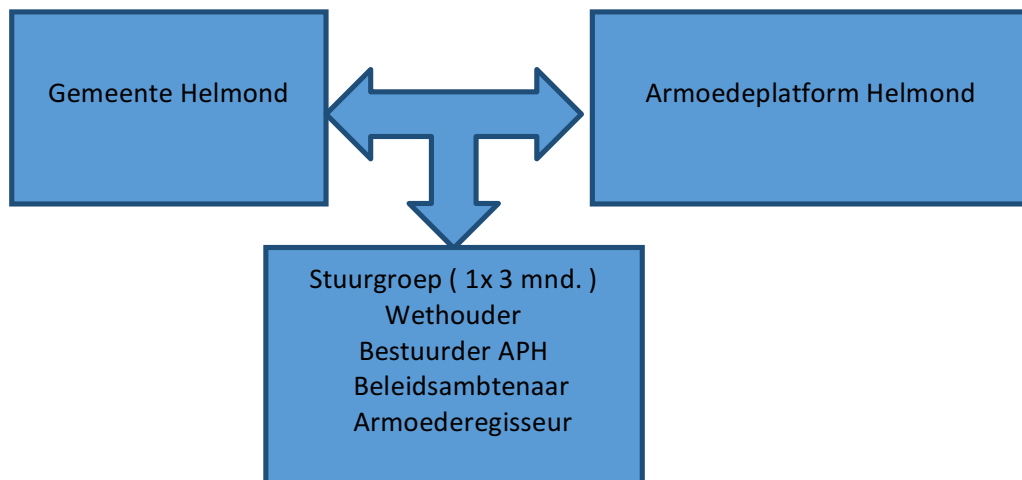 Gemeente Helmond
Armoedeplatform Helmond
Stuurgroep ( 1x 3 mnd. )
Wethouder
Bestuurder APH
Beleidsambtenaar
Armoederegisseur